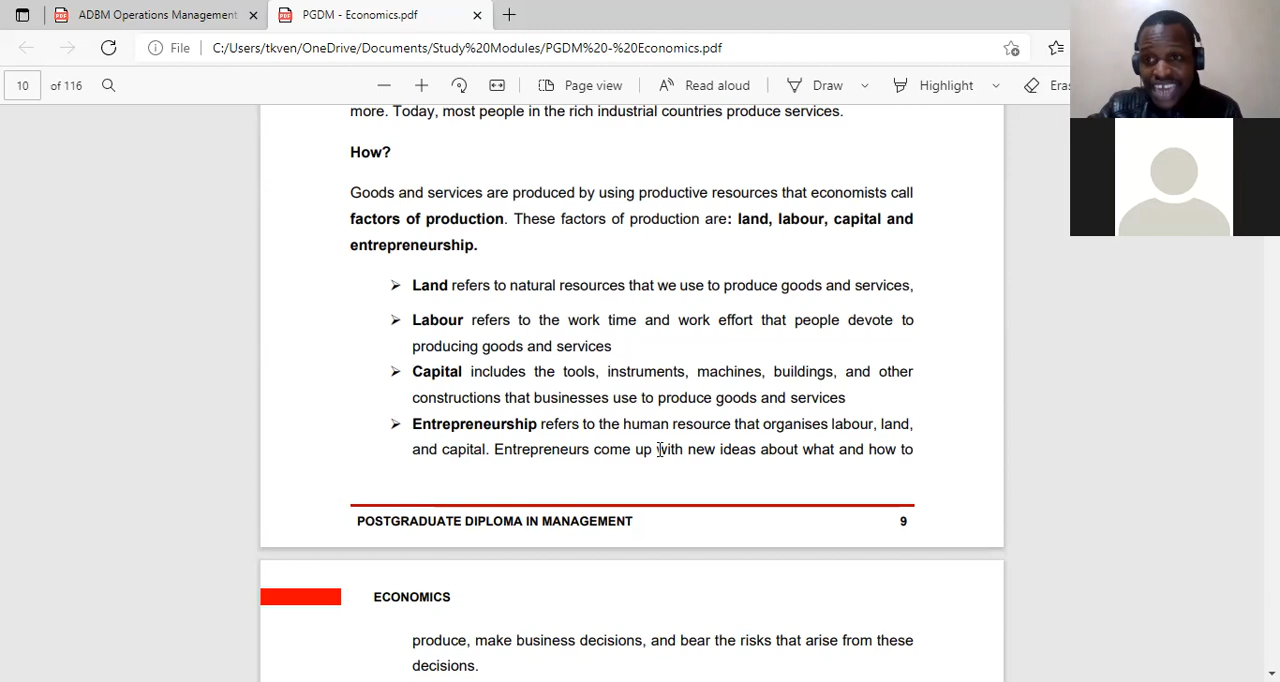 ADBM Operations Management
PGDM - Economics.pdf
File
C:/Users/tkven/OneDrive/Documents/Study%20Modules/PGDM%20-%20Economics.pdf
10 of 116
Page view
Read aloud
Draw
Highlight
Eras
more. Today, most people in the rich industrial countries produce services.
How?
Goods and services are produced by using productive resources that economists call
factors of production. These factors of production are: land, labour, capital and
entrepreneurship.
➢ Land refers to natural resources that we use to produce goods and services,
➢ Labour refers to the work time and work effort that people devote to
producing goods and services
➢ Capital includes the tools, instruments, machines, buildings, and other
constructions that businesses use to produce goods and services
➢ Entrepreneurship refers to the human resource that organises labour, land,
and capital. Entrepreneurs come up with new ideas about what and how to
POSTGRADUATE DIPLOMA IN MANAGEMENT 9
ECONOMICS
produce, make business decisions, and bear the risks that arise from these
decisions.